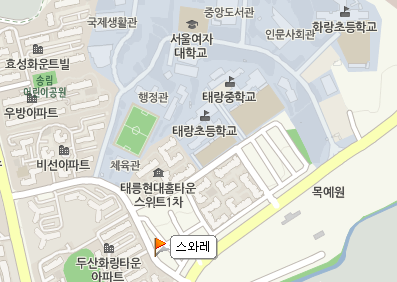 국제생활관
중앙도서관
화랑초등학교
서울여자
대학교
인문사회관
효성화운트빌
송림
어린이공원
우방아파트
행정관
태랑중학교
태랑초등학교
비선아파트
체육관
태릉현대홈타운
스위트1차
목예원
스와레
두산화랑타운
아파트